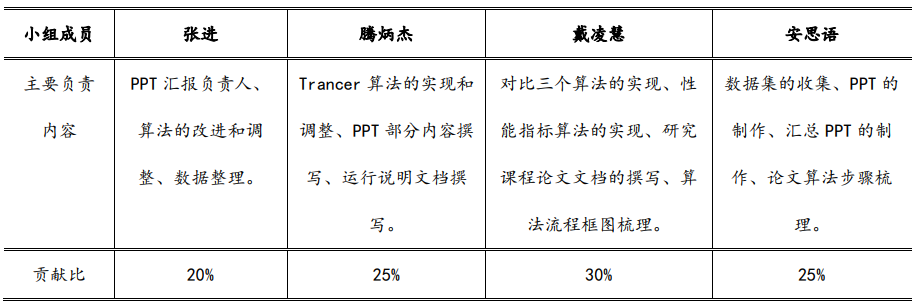 小组成员 张进 腾炳杰 戴凌慧 安思语
主要负责 PPT 汇报负责人、 Trancer 算法的实现和 对比三个算法的实现、性 数据集的收集、PPT 的
内容 算法的改进和调 调整、PPT 部分内容撰 能指标算法的实现、研究 制作、汇总 PPT 的制
整、数据整理。 写、运行说明文档撰 课程论文文档的撰写、算 作、论文算法步骤梳
写。 法流程框图梳理。 理。
贡献比 20% 25% 30% 25%